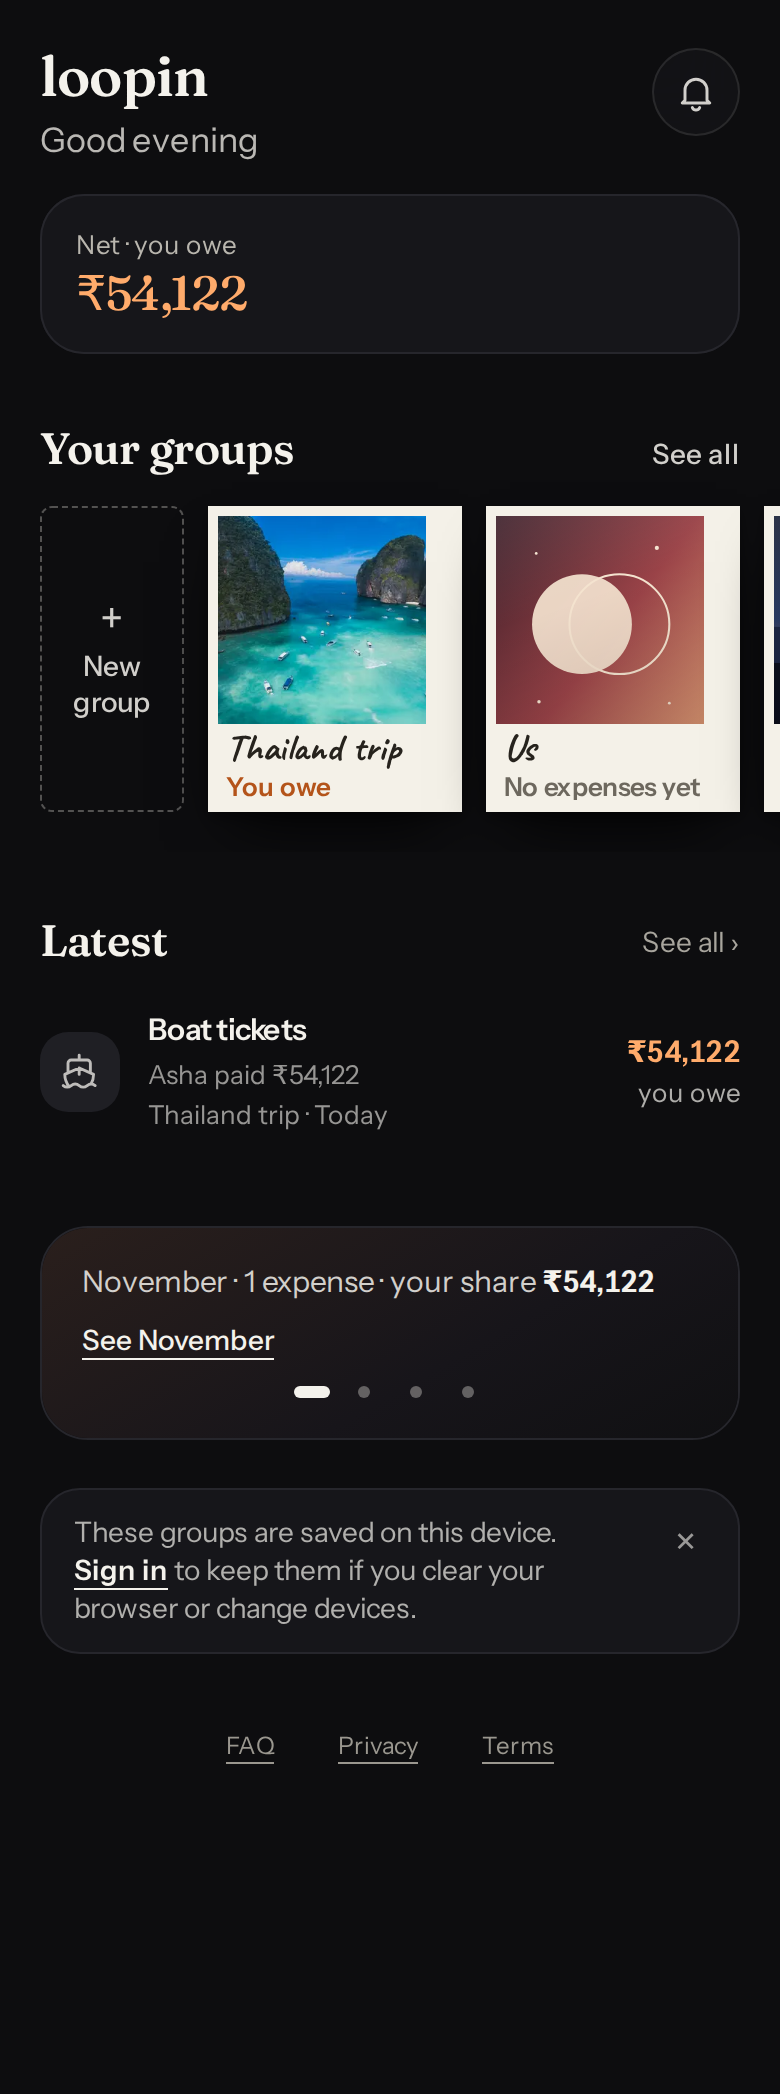 loopin
Good evening
Net · you owe
₹54,122
Your groups
See all
+
New
group
Thailand trip
You owe
Us
No expenses yet
Latest
See all ›
Boat tickets
Asha paid ₹54,122
Thailand trip · Today
₹54,122
you owe
November · 1 expense · your share ₹54,122
See November
These groups are saved on this device.
Sign in to keep them if you clear your
browser or change devices.
×
FAQ
Privacy
Terms